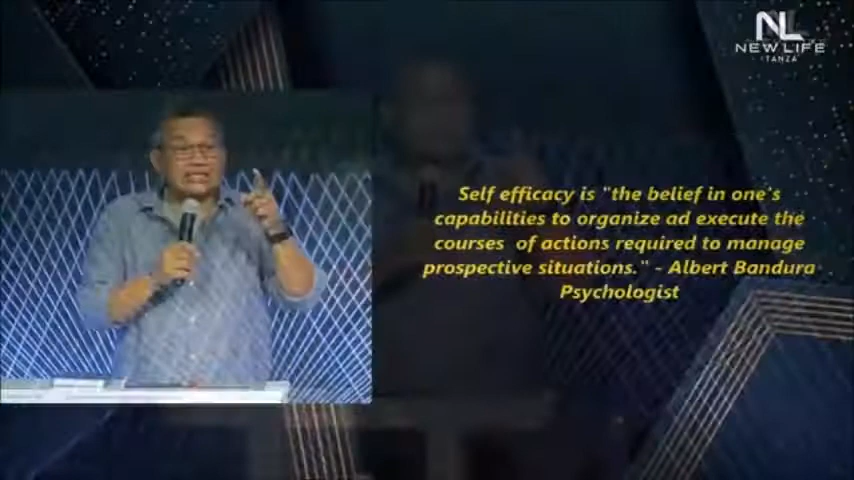 NL
NEW LIFE
TANZA
Self efficacy is "the belief in one's
capabilities to organize ad execute the
courses of actions required to manage
prospective situations." - Albert Bandura
Psychologist